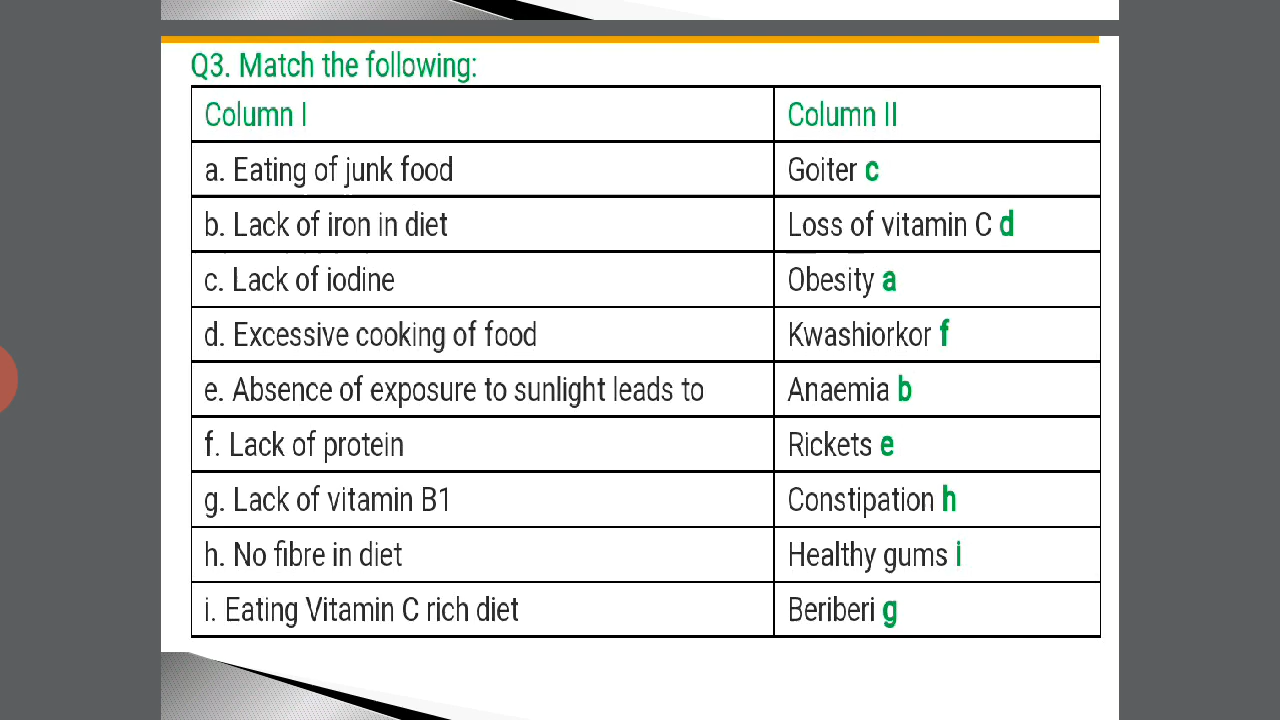 Q3. Match the following:
Column I Column II
a. Eating of junk food Goiter c
b. Lack of iron in diet Loss of vitamin C d
c. Lack of iodine Obesity a
d. Excessive cooking of food Kwashiorkor f
e. Absence of exposure to sunlight leads to Anaemia b
f. Lack of protein Rickets e
g. Lack of vitamin B1 Constipation h
h. No fibre in diet Healthy gums i
i. Eating Vitamin C rich diet Beriberi g